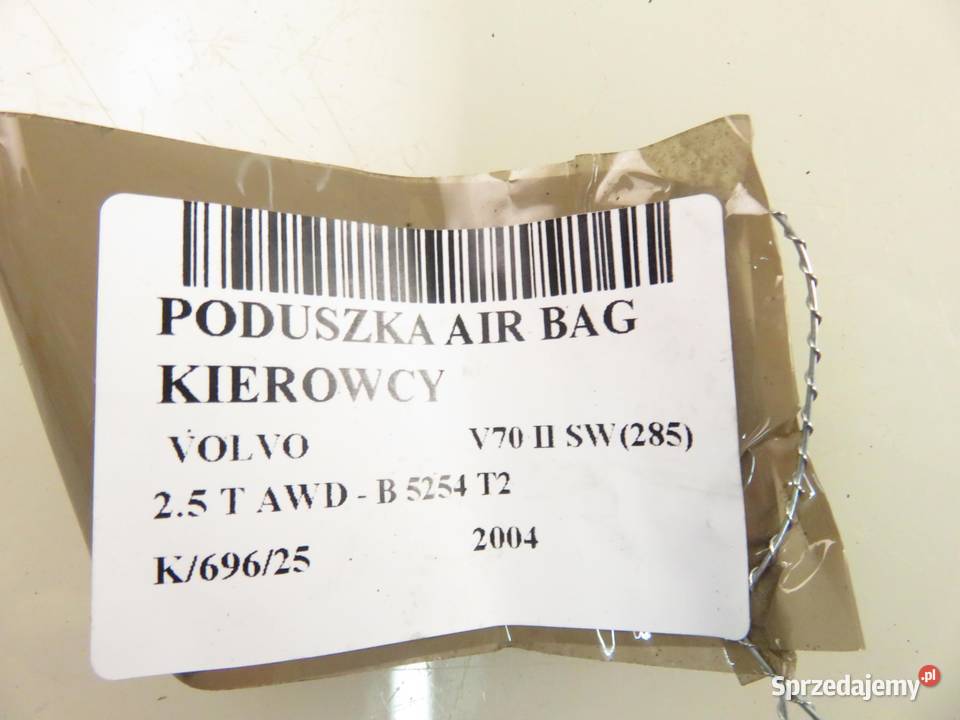 PODUSZKA AIR BAG
KIEROWCY
VOLVO V70 II SW(285)
2.5 T AWD - B 5254 T2
K/696/25 2004
Sprzedajemy.pl